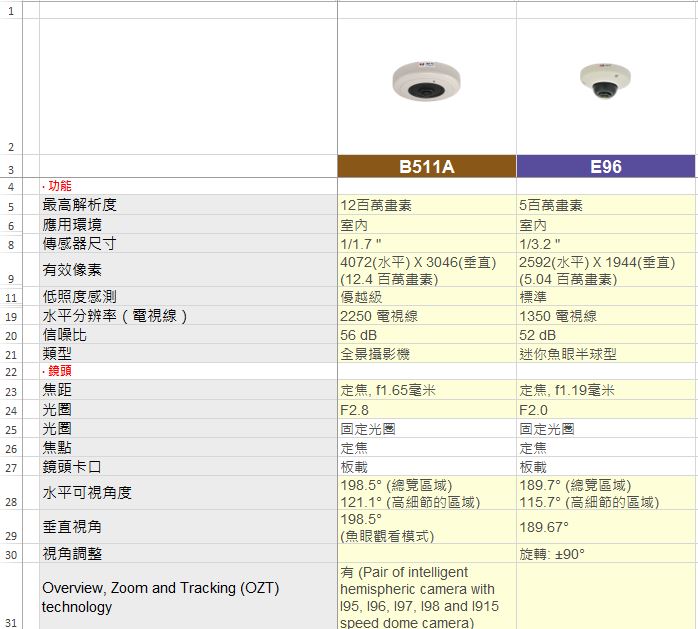 1
2
3 B511A E96
4 · 功能
5 最高解析度 12百萬畫素 5百萬畫素
6 應用環境 室內 室內
8 傳感器尺寸 1/1.7 " 1/3.2 "
9 有效像素 4072(水平) X 3046(垂直) 2592(水平) X 1944(垂直)
(12.4 百萬畫素) (5.04 百萬畫素)
11 低照度感測 優越級 標準
19 水平分辨率 ( 電視線 ) 2250 電視線 1350 電視線
20 信噪比 56 dB 52 dB
21 類型 全景攝影機 迷你魚眼半球型
22 · 鏡頭
23 焦距 定焦, f1.65毫米 定焦, f1.19毫米
24 光圈 F2.8 F2.0
25 光圈 固定光圈 固定光圈
26 焦點 定焦 定焦
27 鏡頭卡口 板載 板載
28 水平可視角度 198.5° (總覽區域) 189.7° (總覽區域)
121.1° (高細節的區域) 115.7° (高細節的區域)
29 垂直視角 198.5° 189.67°
(魚眼觀看模式)
30 視角調整 旋轉: ±90°
31 Overview, Zoom and Tracking (OZT) 有 (Pair of intelligent
technology hemispheric camera with
I95, I96, I97, I98 and I915
speed dome camera)